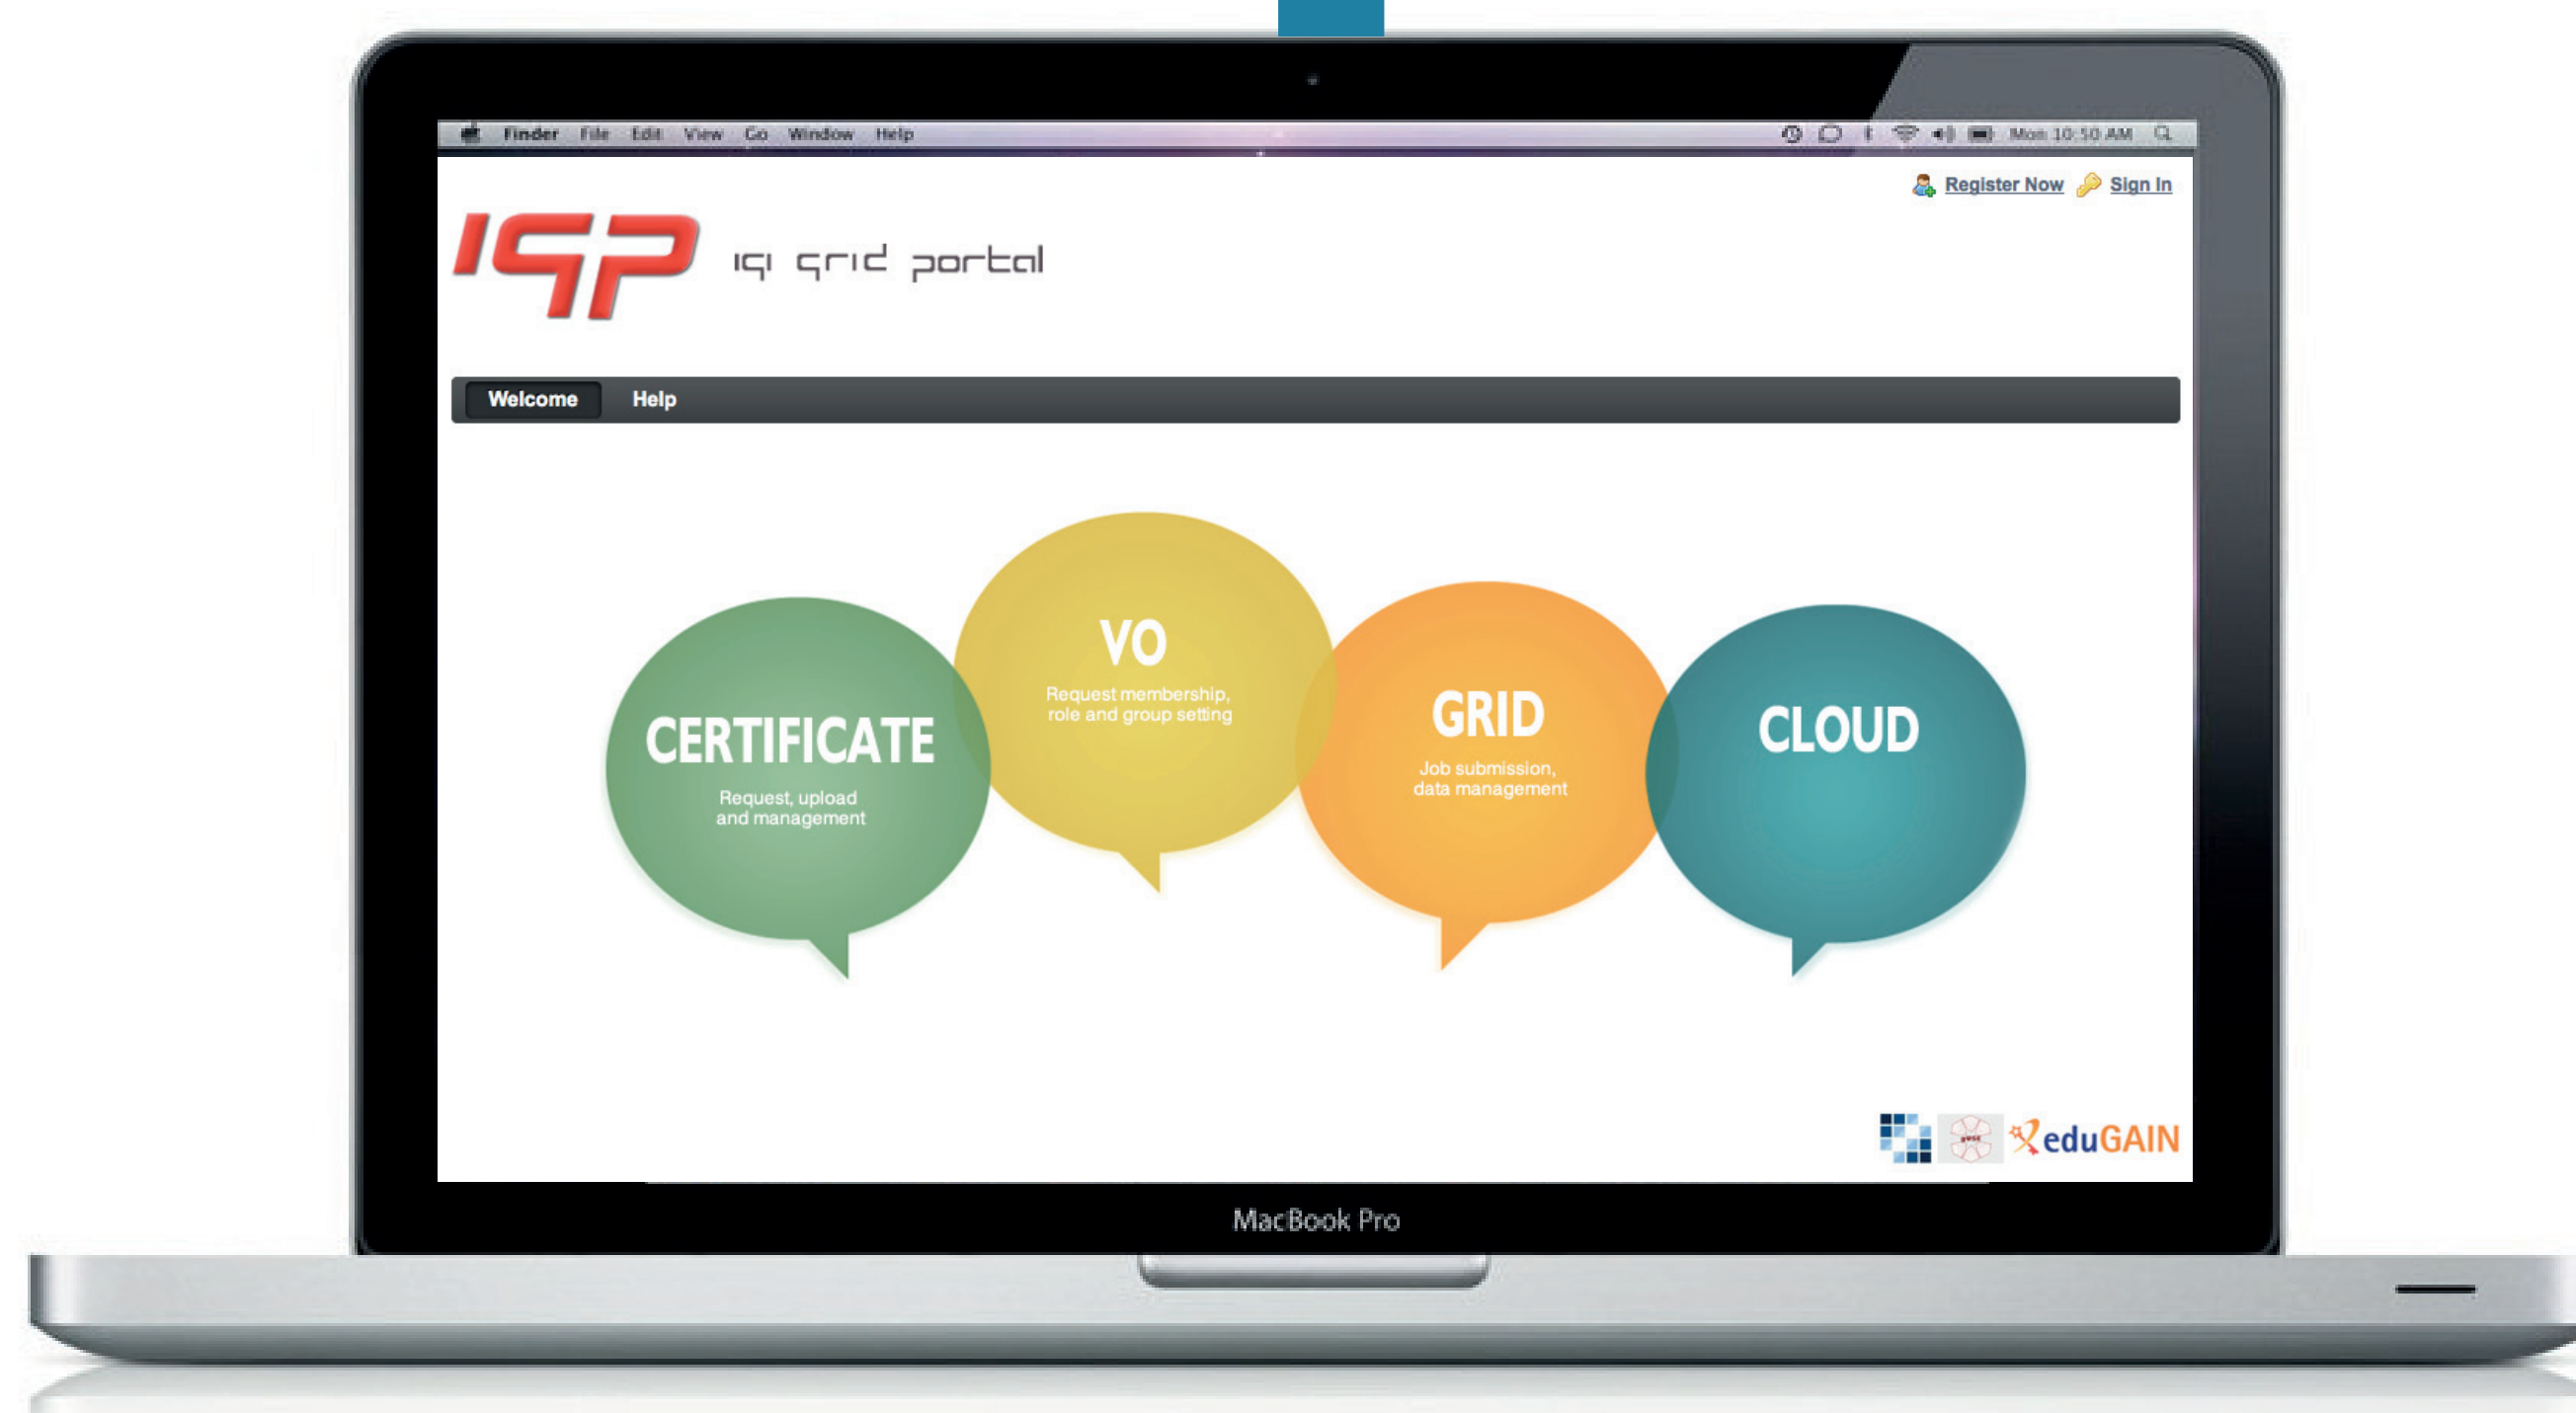 Finder File Edit View Go Window Help
Mon 10:50 AM
Register Now Sign In
IGP
igi grid portal
Welcome Help
CERTIFICATE
Request, upload
and management
VO
Request membership,
role and group setting
GRID
Job submission,
data management
CLOUD
eduGAIN
MacBook Pro